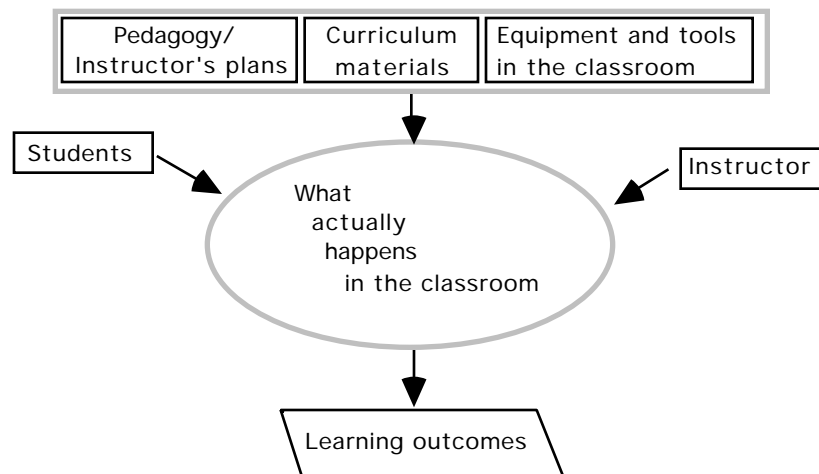 Pedagogy/
Instructor's plans
Curriculum
materials
Equipment and tools
in the classroom
Students
Instructor
What
actually
happens
in the classroom
Learning outcomes